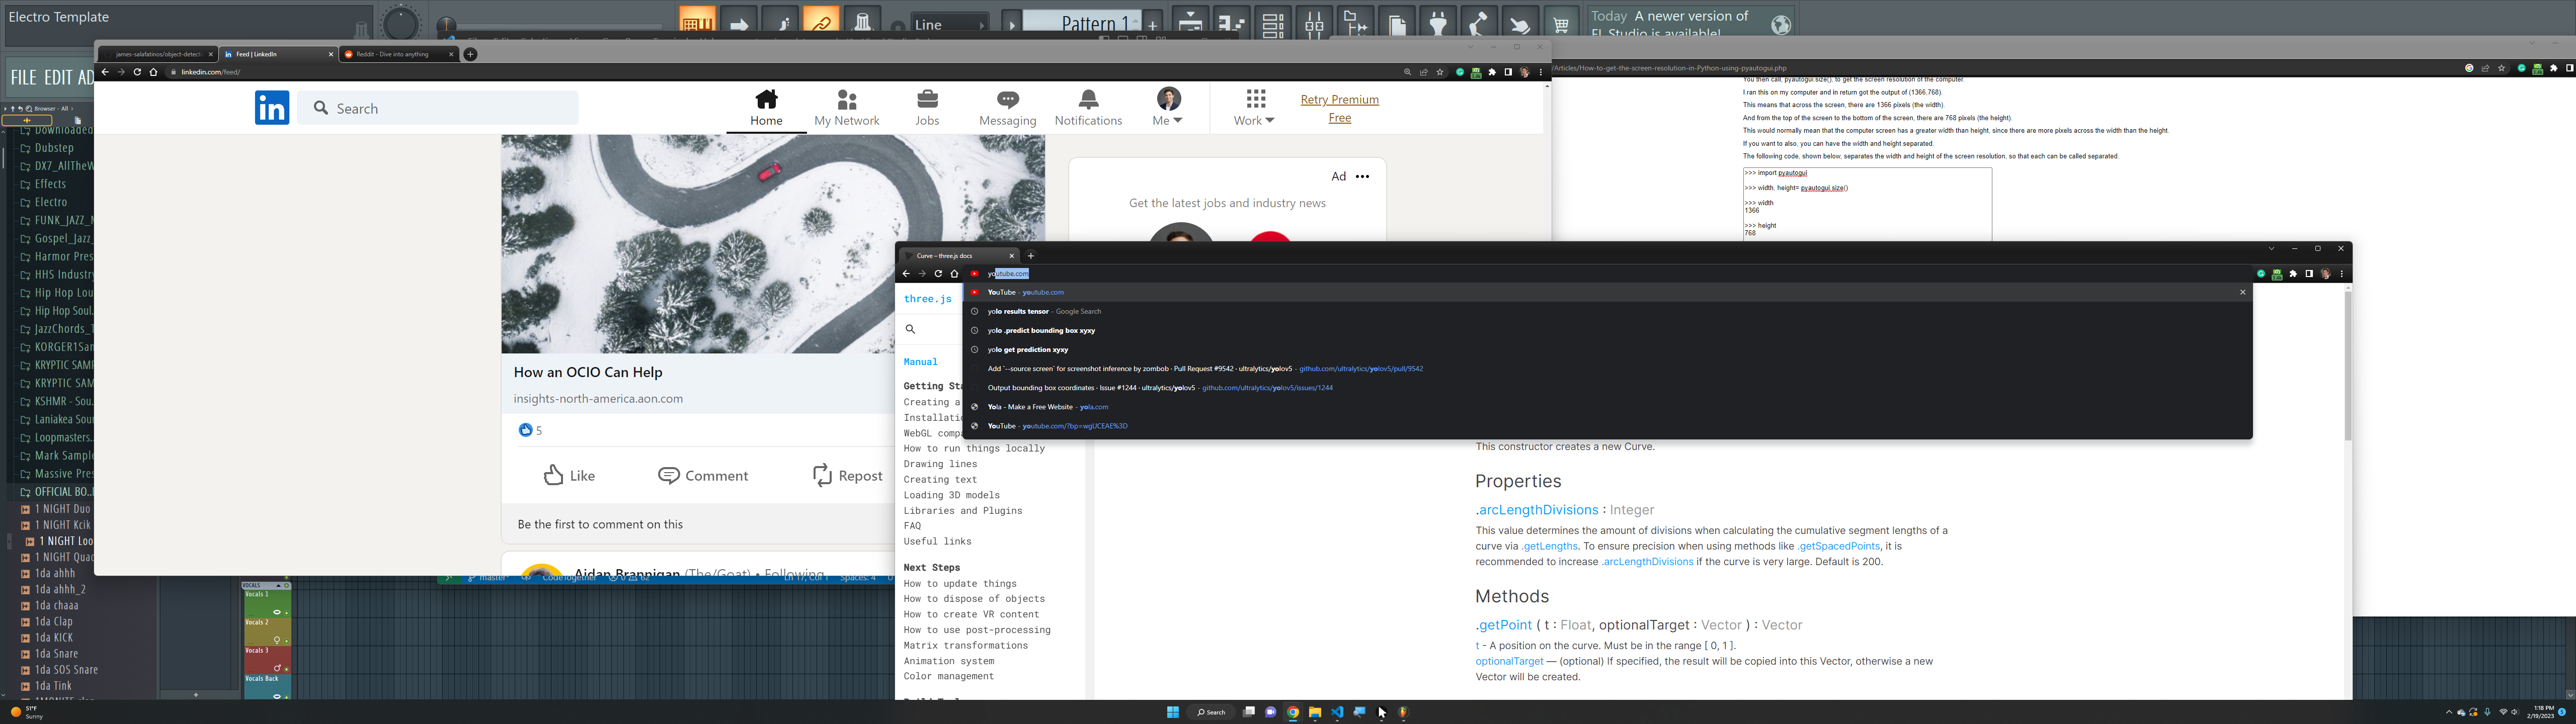 Electro Template
Line
Pattern 1
Today A newer version of
FL Studio is available!
FILE EDIT AD
Browser - All
Downloaded
Dubstep
DX7_AllTheW
Effects
Electro
FUNK_JAZZ_
Gospel_Jazz_
Harmor Pres
HHS Industry
Hip Hop Lou
Hip Hop Soul.
JazzChords_
KORGER1San
KRYPTIC SAMP
KRYPTIC SAM
KSHMR - Sou.
Laniakea Soun
Loopmasters.
Mark Sample
Massive Pres
OFFICIAL BO..
1 NIGHT Duo
1 NIGHT Kcik
1 NIGHT Loo
1 NIGHT Quad
1da ahhh
1da ahhh_2
1da chaaa
1da Clap
1da KICK
1da Snare
1da SOS Snare
1da Tink
VOCALS
Vocals 1
Vocals 2
Vocals 3
Vocals Back
james-salafatinos/object-detect
Feed | LinkedIn
Reddit - Dive into anything
linkedin.com/feed/
in
Search
Home
My Network
Jobs
Messaging
Notifications
Me
Work
Retry Premium
Free
Ad
Get the latest jobs and industry news
How an OCIO Can Help
insights-north-america.aon.com
5
Like
Comment
Repost
Be the first to comment on this
Aidan Brannigan (The/Goat) • Following
master*
CodeTogether
0 62
Ln 17, Col 1
Spaces: 4
/Articles/How-to-get-the-screen-resolution-in-Python-using-pyautogui.php
You then call, pyautogui.size(), to get the screen resolution of the computer.
I ran this on my computer and in return got the output of (1366,768).
This means that across the screen, there are 1366 pixels (the width).
And from the top of the screen to the bottom of the screen, there are 768 pixels (the height).
This would normally mean that the computer screen has a greater width than height, since there are more pixels across the width than the height.
If you want to also, you can have the width and height separated.
The following code, shown below, separates the width and height of the screen resolution, so that each can be called separated.
>>> import pyautogui
>>> width, height= pyautogui.size()
>>> width
1366
>>> height
768
Curve – three.js docs
youtube.com
YouTube - youtube.com
yolo results tensor - Google Search
yolo .predict bounding box xyxy
yolo get prediction xyxy
Add `--source screen` for screenshot inference by zombob · Pull Request #9542 · ultralytics/yolov5 - github.com/ultralytics/yolov5/pull/9542
Output bounding box coordinates · Issue #1244 · ultralytics/yolov5 - github.com/ultralytics/yolov5/issues/1244
Yola - Make a Free Website - yola.com
YouTube - youtube.com/?bp=wgUCEAE%3D
three.js
Manual
Getting Sta
Creating a
Installatio
WebGL compa
How to run things locally
Drawing lines
Creating text
Loading 3D models
Libraries and Plugins
FAQ
Useful links
Next Steps
How to update things
How to dispose of objects
How to create VR content
How to use post-processing
Matrix transformations
Animation system
Color management
This constructor creates a new Curve.
Properties
.arcLengthDivisions : Integer
This value determines the amount of divisions when calculating the cumulative segment lengths of a
curve via .getLengths. To ensure precision when using methods like .getSpacedPoints, it is
recommended to increase .arcLengthDivisions if the curve is very large. Default is 200.
Methods
.getPoint ( t : Float, optionalTarget : Vector ) : Vector
t - A position on the curve. Must be in the range [ 0, 1 ].
optionalTarget — (optional) If specified, the result will be copied into this Vector, otherwise a new
Vector will be created.
51°F
Sunny
Search
1:18 PM
2/19/2023